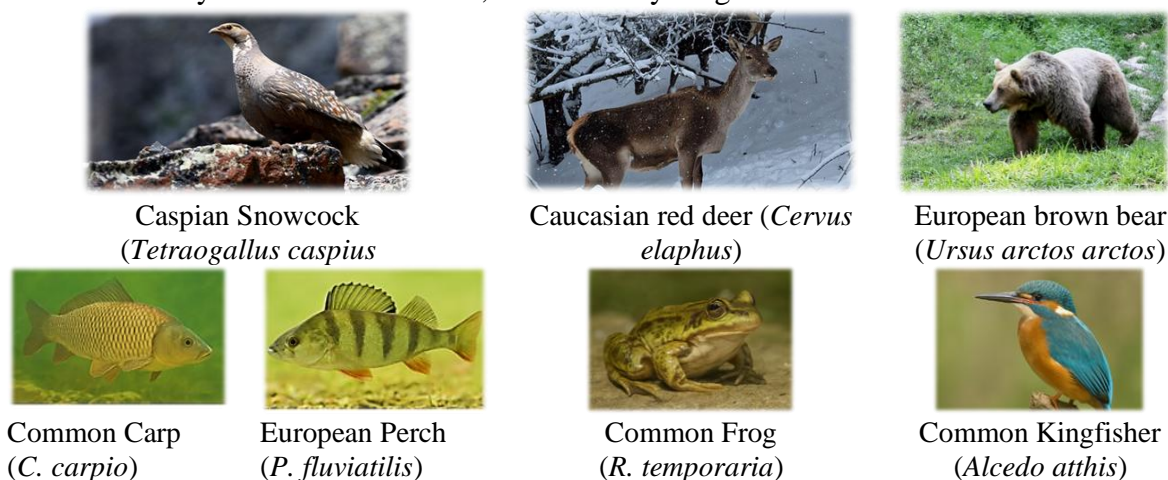 Caspian Snowcock
(Tetraogallus caspius
Caucasian red deer (Cervus
elaphus)
European brown bear
(Ursus arctos arctos)
Common Carp
(C. carpio)
European Perch
(P. fluviatilis)
Common Frog
(R. temporaria)
Common Kingfisher
(Alcedo atthis)